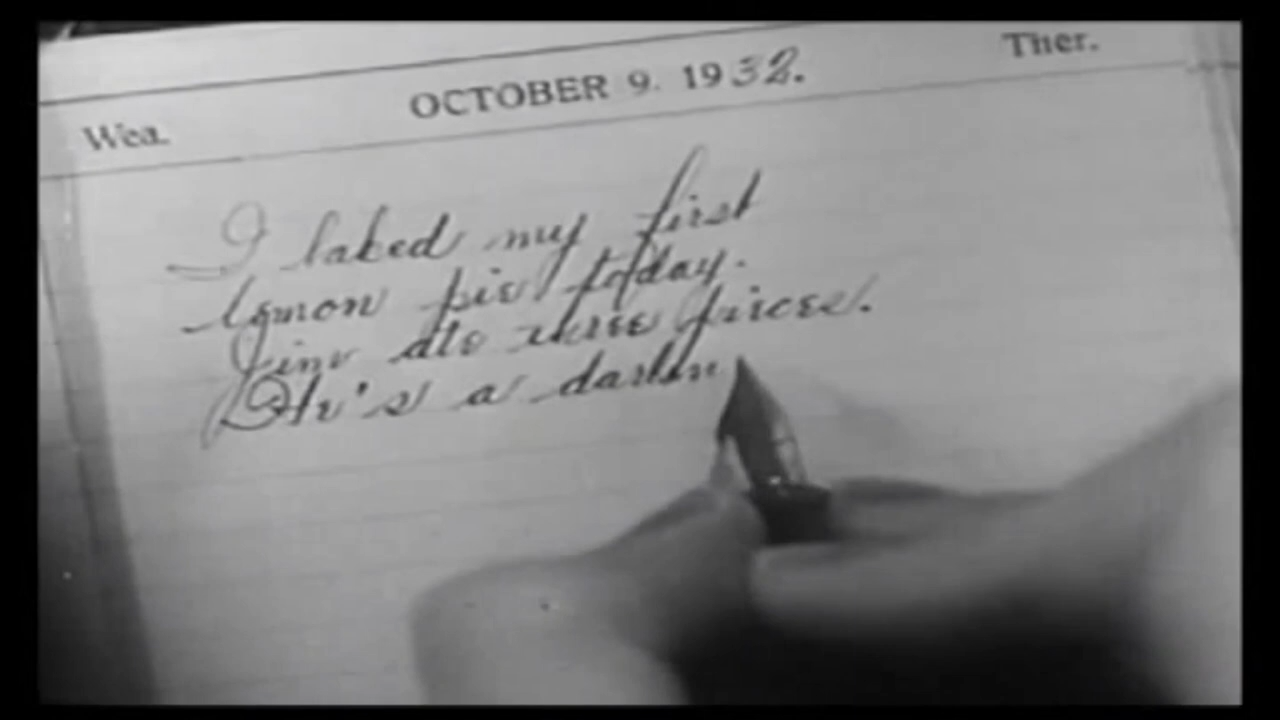 OCTOBER 9. 1932.
Wea. Ther.
I baked my first
lemon pie today.
Jim ate three pieces.
He's a darlin